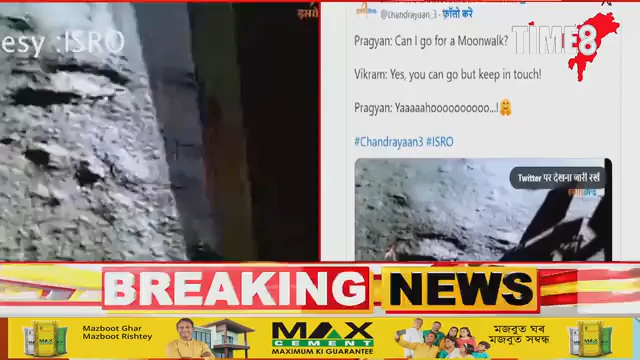 इसरो
esy :ISRO
@chandrayaan_3 · फ़ॉलो करे
TIME8
Pragyan: Can I go for a Moonwalk?
Vikram: Yes, you can go but keep in touch!
Pragyan: Yaaaaahoooooooooo...!🤗
#Chandrayaan3 #ISRO
Twitter पर देखना जारी रखें
BREAKING NEWS
Mazboot Ghar
Mazboot Rishtey
MAX
CEMENT
MAXIMUM KI GUARANTEE
মজবুত ঘৰ
মজবুত সম্বন্ধ